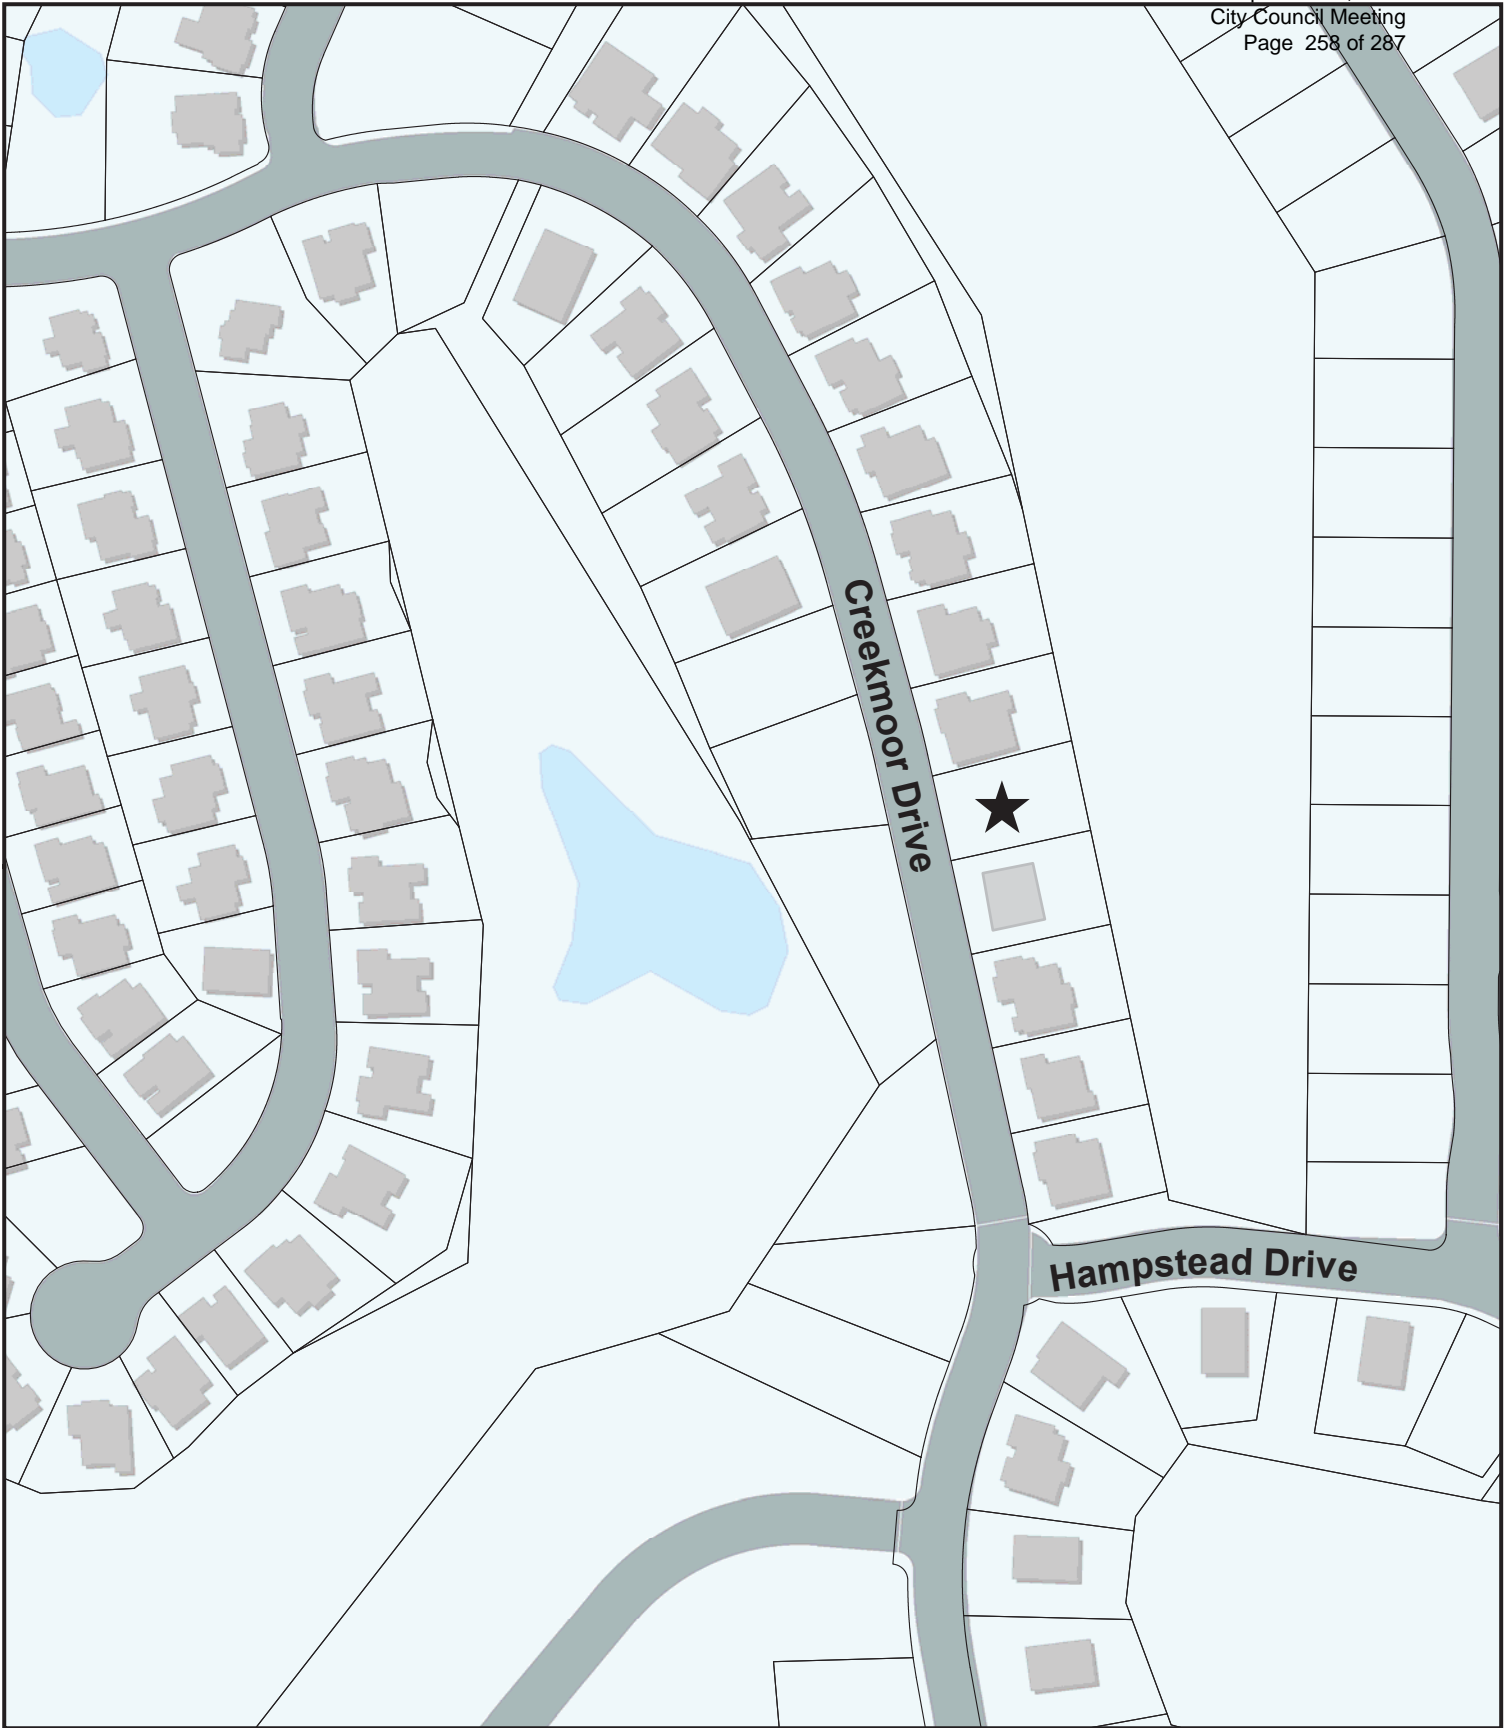 City Council Meeting
Page 258 of 287
Creekmoor Drive
Hampstead Drive